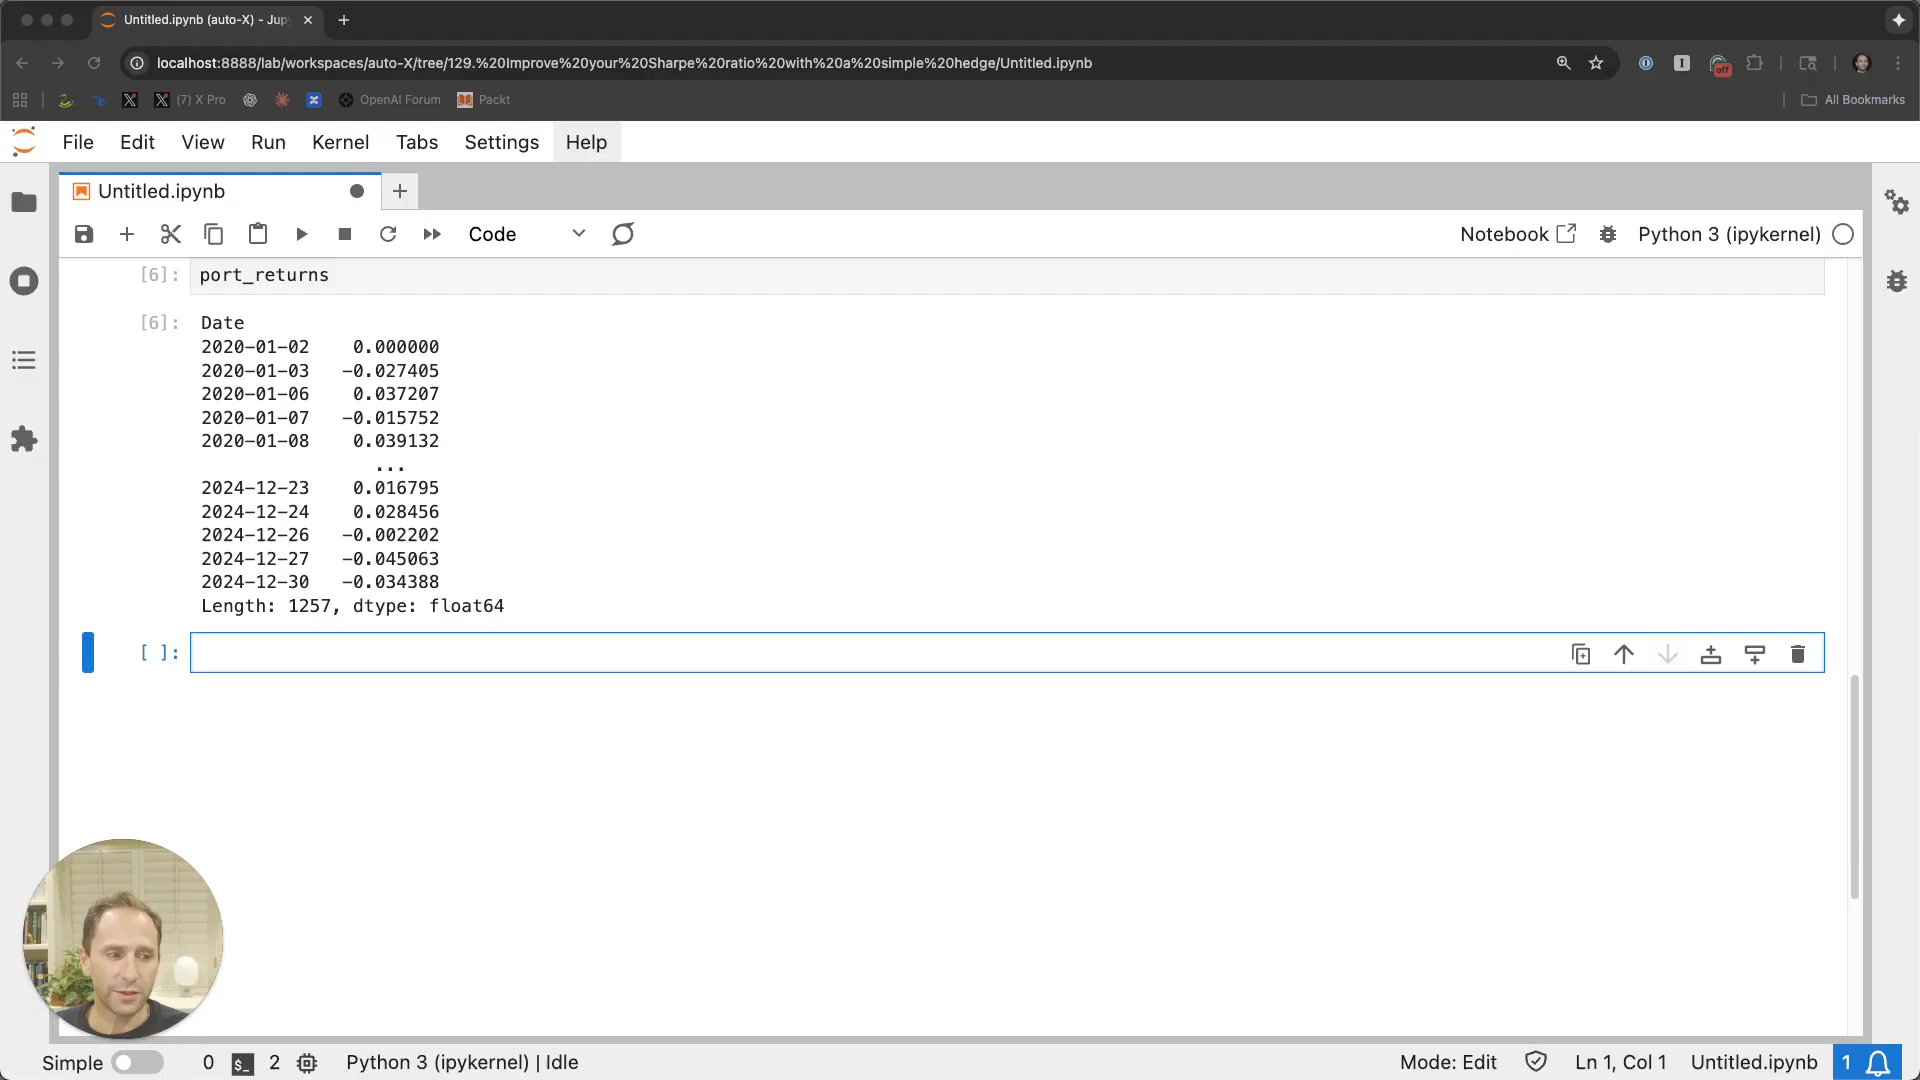 Untitled.ipynb (auto-X) - Jup
localhost:8888/lab/workspaces/auto-X/tree/129.%20Improve%20your%20Sharpe%20ratio%20with%20a%20simple%20hedge/Untitled.ipynb
off
(7) X Pro
OpenAI Forum
Packt
All Bookmarks
File Edit View Run Kernel Tabs Settings Help
Untitled.ipynb
Code
Notebook
Python 3 (ipykernel)
[6]: port_returns
[6]: Date
2020-01-02 0.000000
2020-01-03 -0.027405
2020-01-06 0.037207
2020-01-07 -0.015752
2020-01-08 0.039132
...
2024-12-23 0.016795
2024-12-24 0.028456
2024-12-26 -0.002202
2024-12-27 -0.045063
2024-12-30 -0.034388
Length: 1257, dtype: float64
[ ]:
Simple 0 $_ 2 Python 3 (ipykernel) | Idle Mode: Edit Ln 1, Col 1 Untitled.ipynb 1